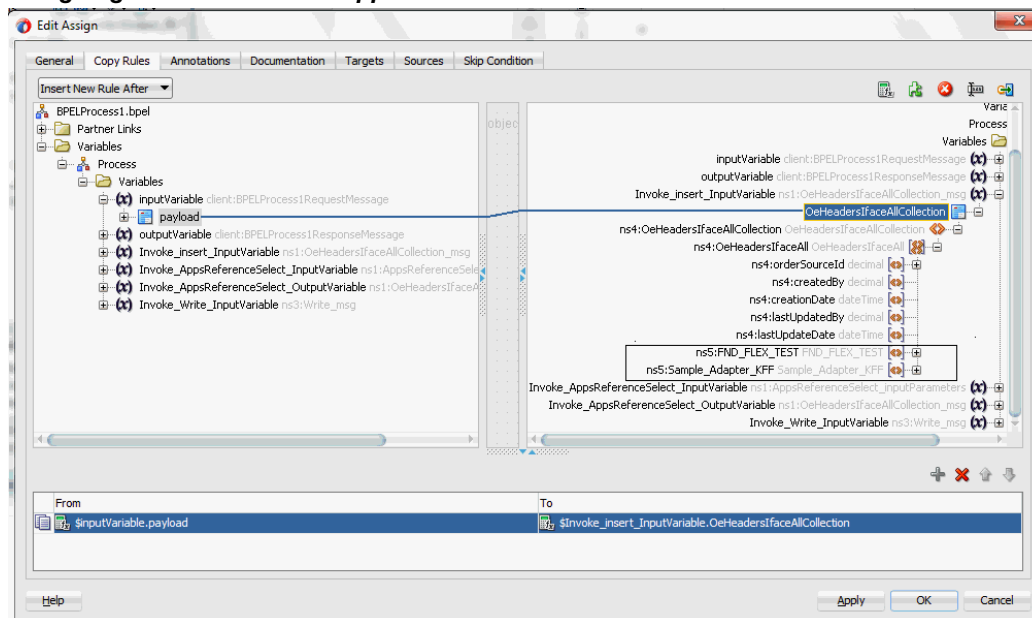 Edit Assign
General Copy Rules Annotations Documentation Targets Sources Skip Condition
Insert New Rule After
BPELProcess1.bpel
Partner Links
Variables
Process
Variables
inputVariable client:BPELProcess1RequestMessage
payload
outputVariable client:BPELProcess1ResponseMessage
Invoke_insert_InputVariable ns1:OeHeadersIfaceAllCollection_msg
Invoke_AppsReferenceSelect_InputVariable ns1:AppsReferenceSele
Invoke_AppsReferenceSelect_OutputVariable ns1:OeHeadersIfaceA
Invoke_Write_InputVariable ns3:Write_msg
objec
Varia
Process
Variables
inputVariable client:BPELProcess1RequestMessage
outputVariable client:BPELProcess1ResponseMessage
Invoke_insert_InputVariable ns1:OeHeadersIfaceAllCollection_msg
OeHeadersIfaceAllCollection
ns4:OeHeadersIfaceAllCollection OeHeadersIfaceAllCollection
ns4:OeHeadersIfaceAll OeHeadersIfaceAll
ns4:orderSourceId decimal
ns4:createdBy decimal
ns4:creationDate dateTime
ns4:lastUpdatedBy decimal
ns4:lastUpdateDate dateTime
ns5:FND_FLEX_TEST FND_FLEX_TEST
ns5:Sample_Adapter_KFF Sample_Adapter_KFF
Invoke_AppsReferenceSelect_InputVariable ns1:AppsReferenceSelect_inputParameters
Invoke_AppsReferenceSelect_OutputVariable ns1:OeHeadersIfaceAllCollection_msg
Invoke_Write_InputVariable ns3:Write_msg
From To
$inputVariable.payload $Invoke_insert_InputVariable.OeHeadersIfaceAllCollection
Help Apply OK Cancel